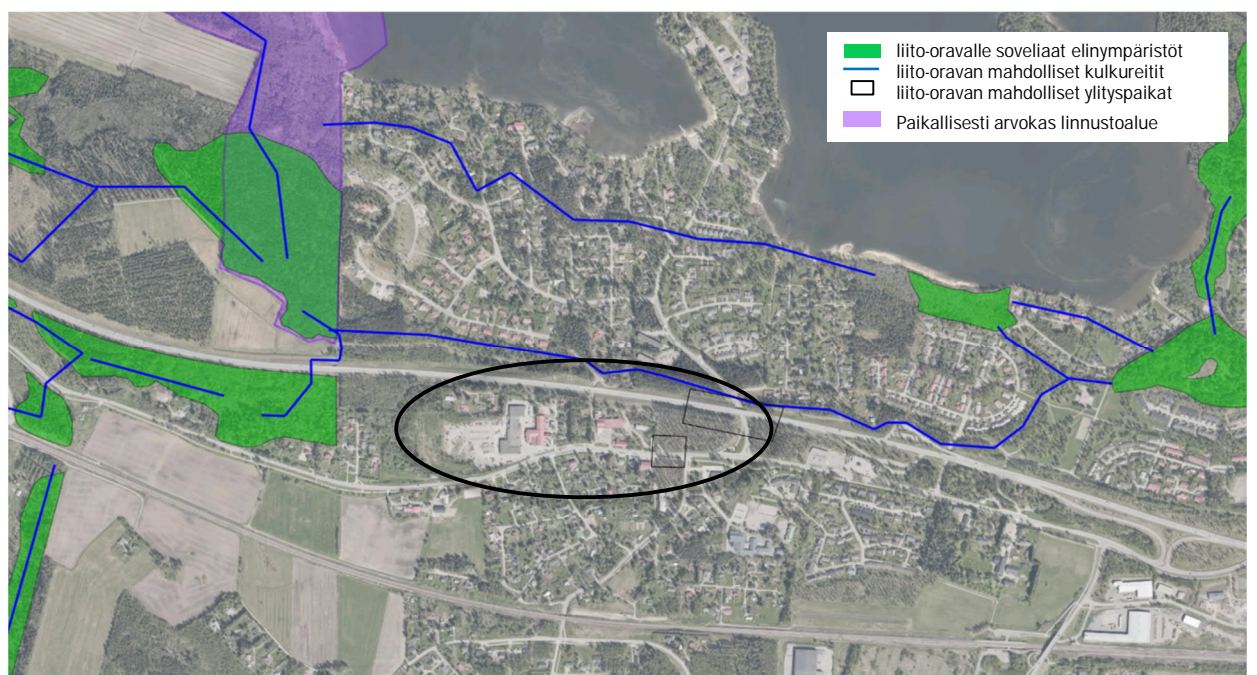 liito-oravalle soveliaat elinympäristöt
liito-oravan mahdolliset kulkureitit
liito-oravan mahdolliset ylityspaikat
Paikallisesti arvokas linnustoalue